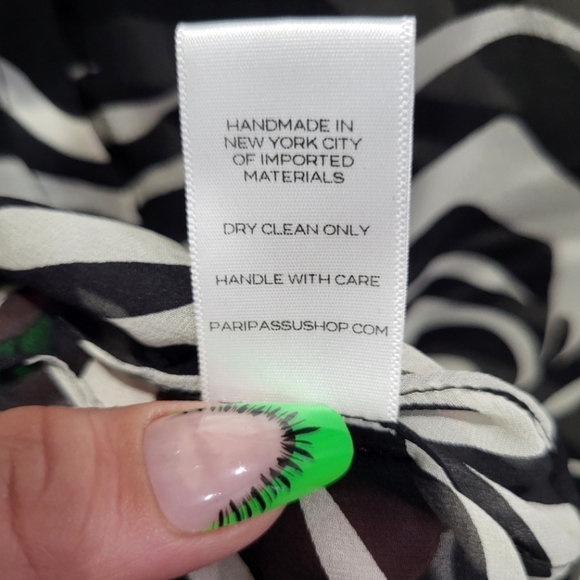 HANDMADE IN
NEW YORK CITY
OF IMPORTED
MATERIALS
DRY CLEAN ONLY
HANDLE WITH CARE
PARIPASSUSHOP.COM